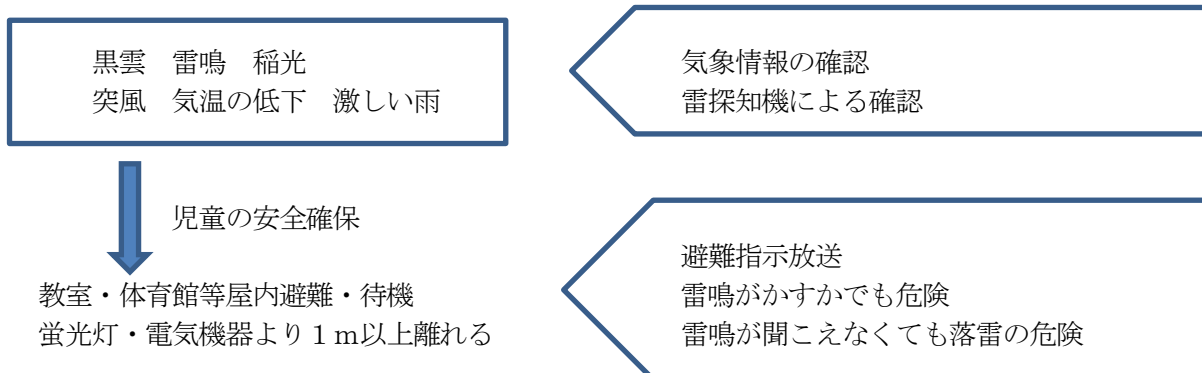 黒雲　雷鳴　稲光
突風　気温の低下　激しい雨
気象情報の確認
雷探知機による確認
児童の安全確保
教室・体育館等屋内避難・待機
蛍光灯・電気機器より１ｍ以上離れる
避難指示放送
雷鳴がかすかでも危険
雷鳴が聞こえなくても落雷の危険